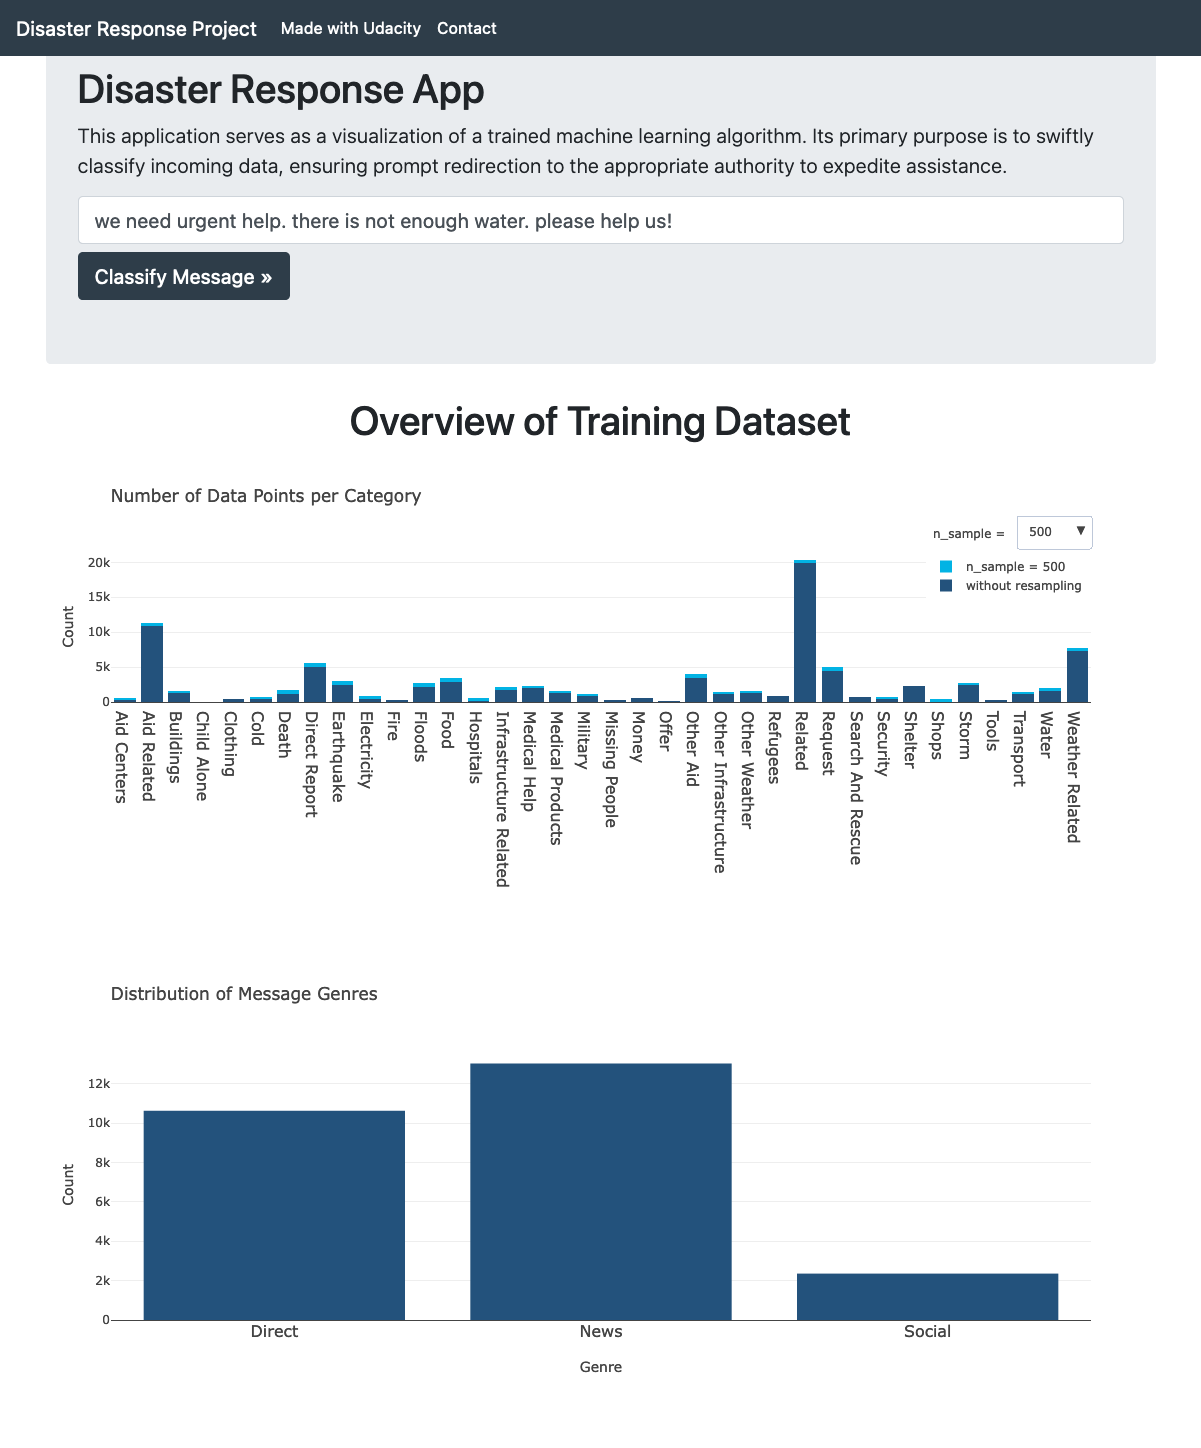 Disaster Response Project Made with Udacity Contact
Disaster Response App
This application serves as a visualization of a trained machine learning algorithm. Its primary purpose is to swiftly
classify incoming data, ensuring prompt redirection to the appropriate authority to expedite assistance.
we need urgent help. there is not enough water. please help us!
Classify Message »
Overview of Training Dataset
Number of Data Points per Category
n_sample = 500 ▼
n_sample = 500
without resampling
20k
15k
10k
5k
0
Count
Aid Centers
Aid Related
Buildings
Child Alone
Clothing
Cold
Death
Direct Report
Earthquake
Electricity
Fire
Floods
Food
Hospitals
Infrastructure Related
Medical Help
Medical Products
Military
Missing People
Money
Offer
Other Aid
Other Infrastructure
Other Weather
Refugees
Related
Request
Search And Rescue
Security
Shelter
Shops
Storm
Tools
Transport
Water
Weather Related
Distribution of Message Genres
12k
10k
8k
6k
4k
2k
0
Count
Direct
News
Social
Genre